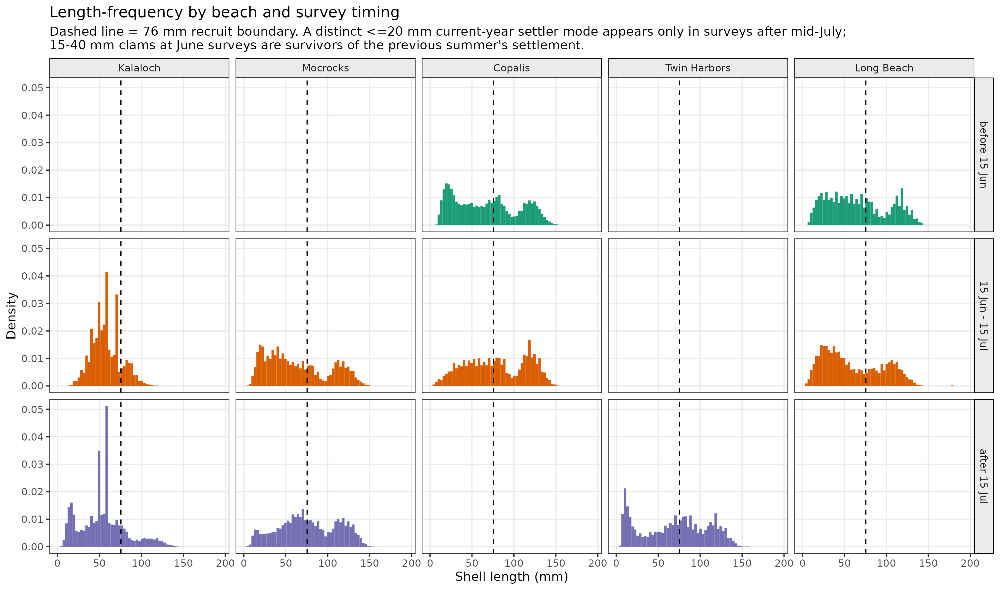 Length-frequency by beach and survey timing
Dashed line = 76 mm recruit boundary. A distinct <=20 mm current-year settler mode appears only in surveys after mid-July;
15-40 mm clams at June surveys are survivors of the previous summer's settlement.
Kalaloch Mocrocks Copalis Twin Harbors Long Beach
0.05
0.04
0.03
0.02
0.01
0.00
before 15 Jun
0.05
0.04
0.03
0.02
0.01
0.00
15 Jun - 15 Jul
0.05
0.04
0.03
0.02
0.01
0.00
after 15 Jul
Density
0 50 100 150 200 0 50 100 150 200 0 50 100 150 200 0 50 100 150 200 0 50 100 150 200
Shell length (mm)